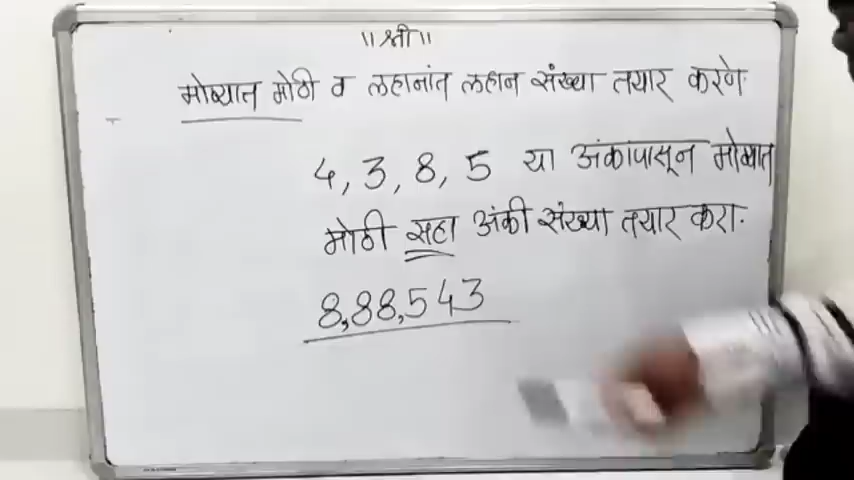 ॥श्री॥
मोठ्यात मोठी व लहानांत लहान संख्या तयार करणे.
4, 3, 8, 5 या अंकापासून मोठ्यात
मोठी सहा अंकी संख्या तयार करा.
8,88,543